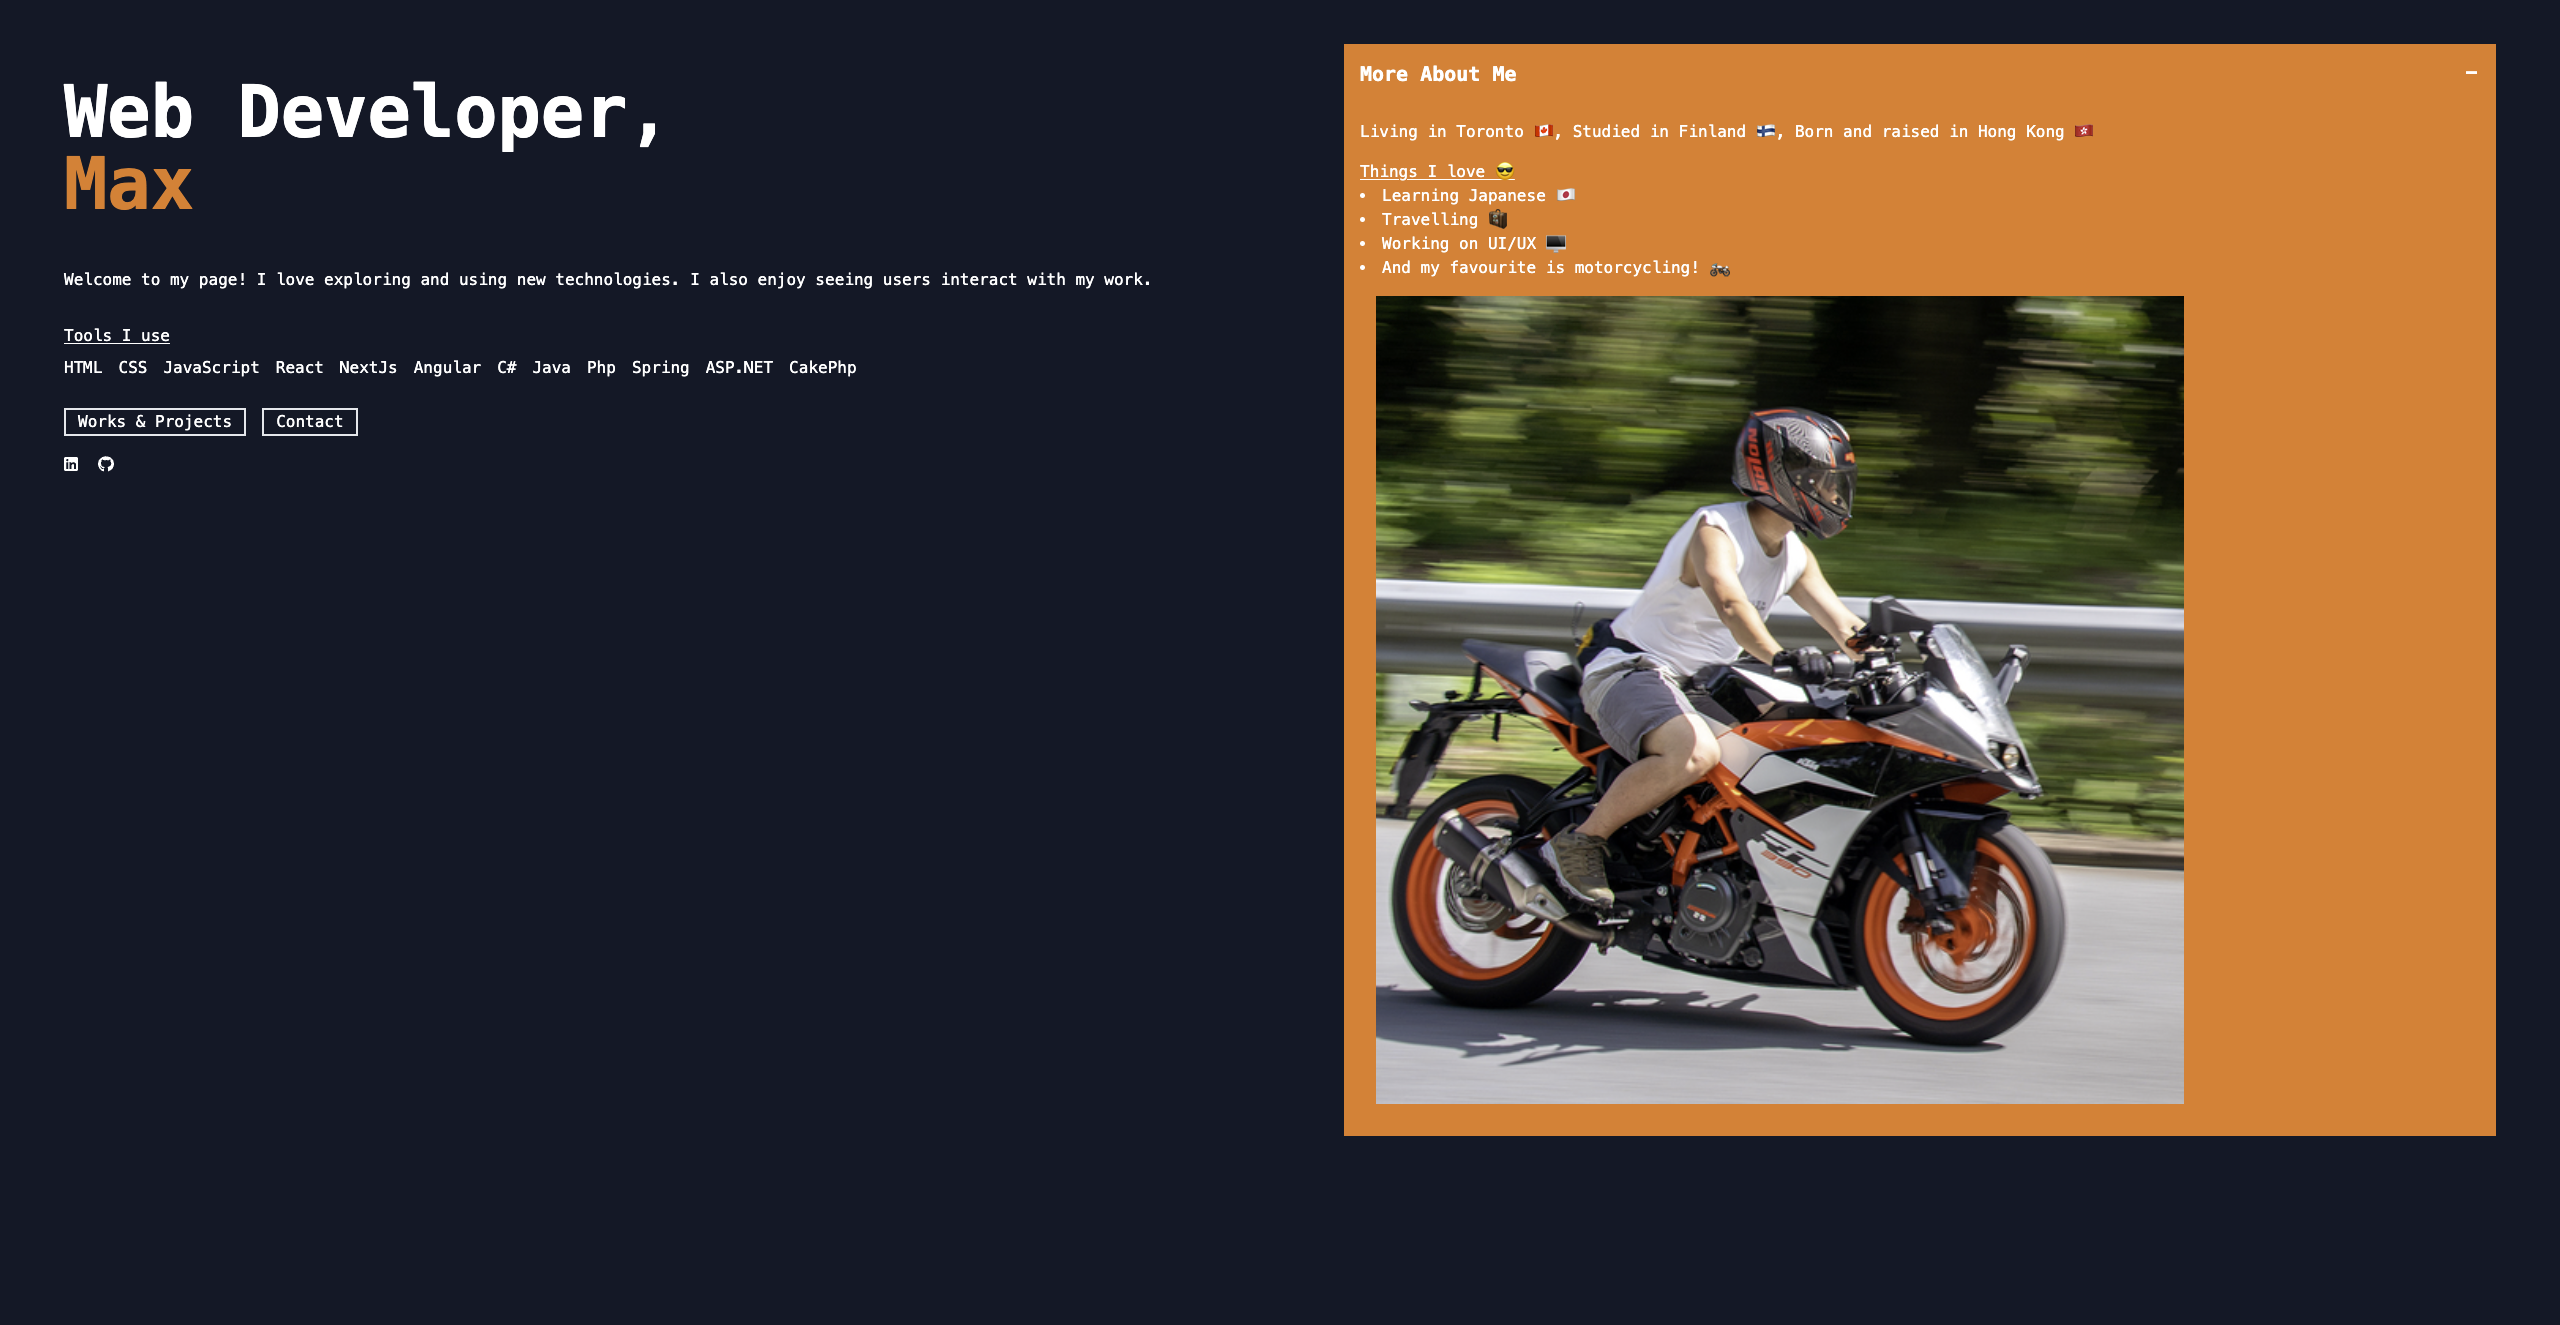 Web Developer,
Max
Welcome to my page! I love exploring and using new technologies. I also enjoy seeing users interact with my work.
Tools I use
HTML CSS JavaScript React NextJs Angular C# Java Php Spring ASP.NET CakePhp
Works & Projects Contact
More About Me
Living in Toronto 🇨🇦, Studied in Finland 🇫🇮, Born and raised in Hong Kong 🇭🇰
Things I love 😎
• Learning Japanese 🇯🇵
• Travelling 🧳
• Working on UI/UX 🖥️
• And my favourite is motorcycling! 🏍️
KTM
RC
390